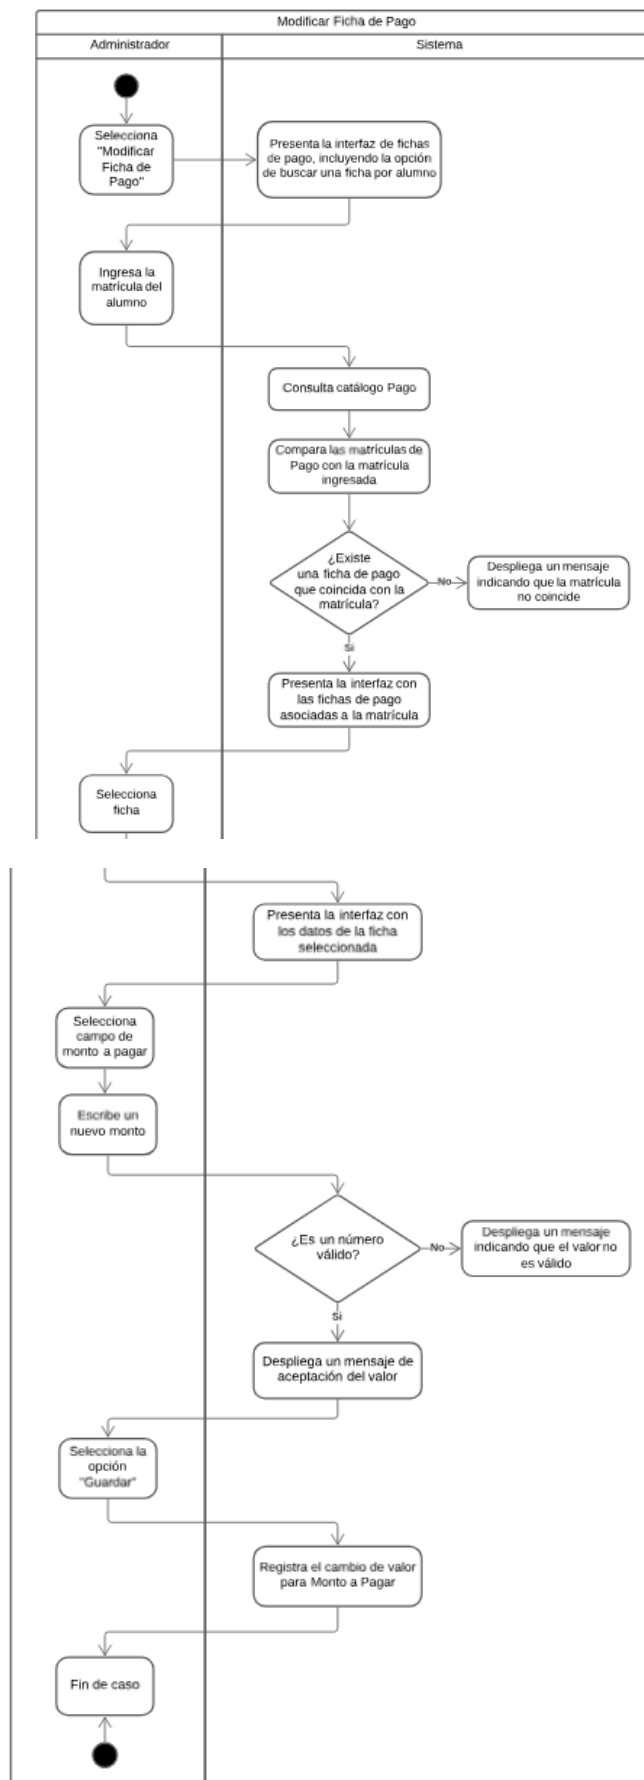 Modificar Ficha de Pago
Administrador
Sistema
Selecciona
"Modificar
Ficha de
Pago"
Presenta la interfaz de fichas
de pago, incluyendo la opción
de buscar una ficha por alumno
Ingresa la
matrícula del
alumno
Consulta catálogo Pago
Compara las matrículas de
Pago con la matrícula
ingresada
¿Existe
una ficha de pago
que coincida con la
matrícula?
No
Despliega un mensaje
indicando que la matrícula
no coincide
Si
Presenta la interfaz con
las fichas de pago
asociadas a la matrícula
Selecciona
ficha
Presenta la interfaz con
los datos de la ficha
seleccionada
Selecciona
campo de
monto a pagar
Escribe un
nuevo monto
¿Es un número
válido?
No
Despliega un mensaje
indicando que el valor no
es válido
Si
Despliega un mensaje de
aceptación del valor
Selecciona la
opción
"Guardar"
Registra el cambio de valor
para Monto a Pagar
Fin de caso